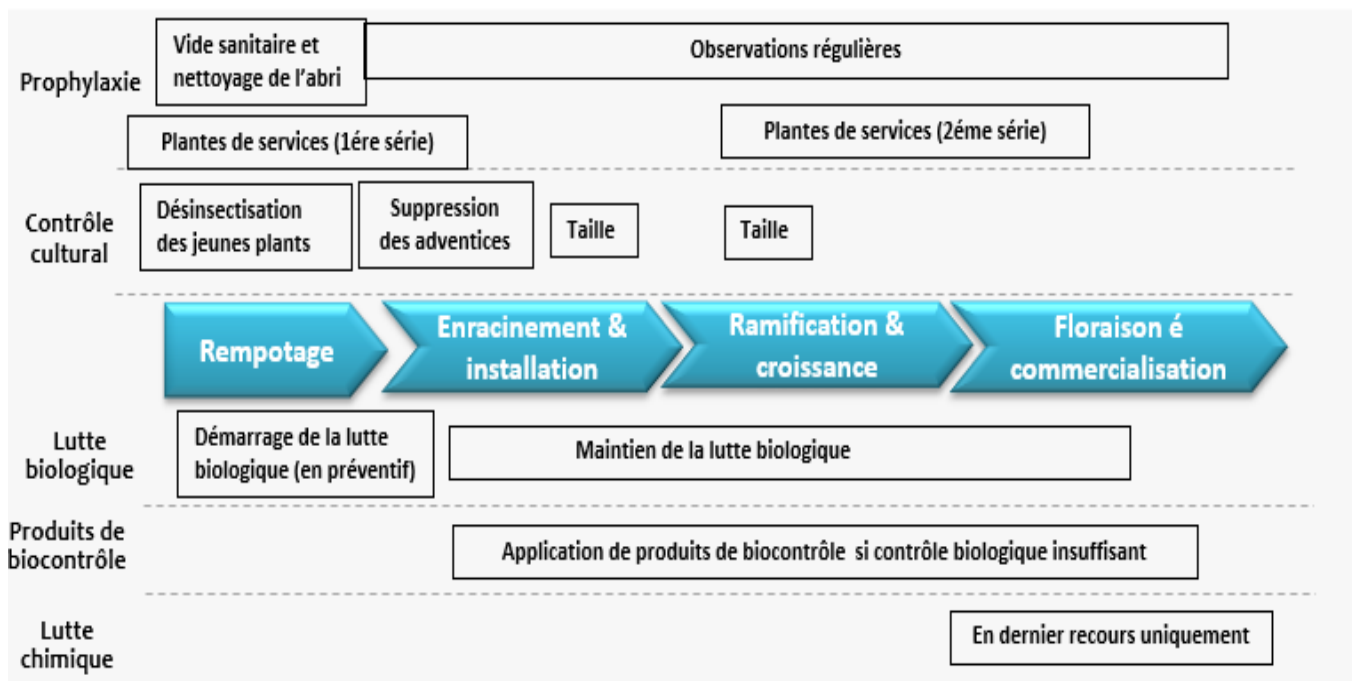 Prophylaxie
Vide sanitaire et
nettoyage de l'abri
Observations régulières
Plantes de services (1ére série)
Plantes de services (2éme série)
Contrôle
cultural
Désinsectisation
des jeunes plants
Suppression
des adventices
Taille
Taille
Rempotage
Enracinement &
installation
Ramification &
croissance
Floraison é
commercialisation
Lutte
biologique
Démarrage de la lutte
biologique (en préventif)
Maintien de la lutte biologique
Produits de
biocontrôle
Application de produits de biocontrôle si contrôle biologique insuffisant
Lutte
chimique
En dernier recours uniquement